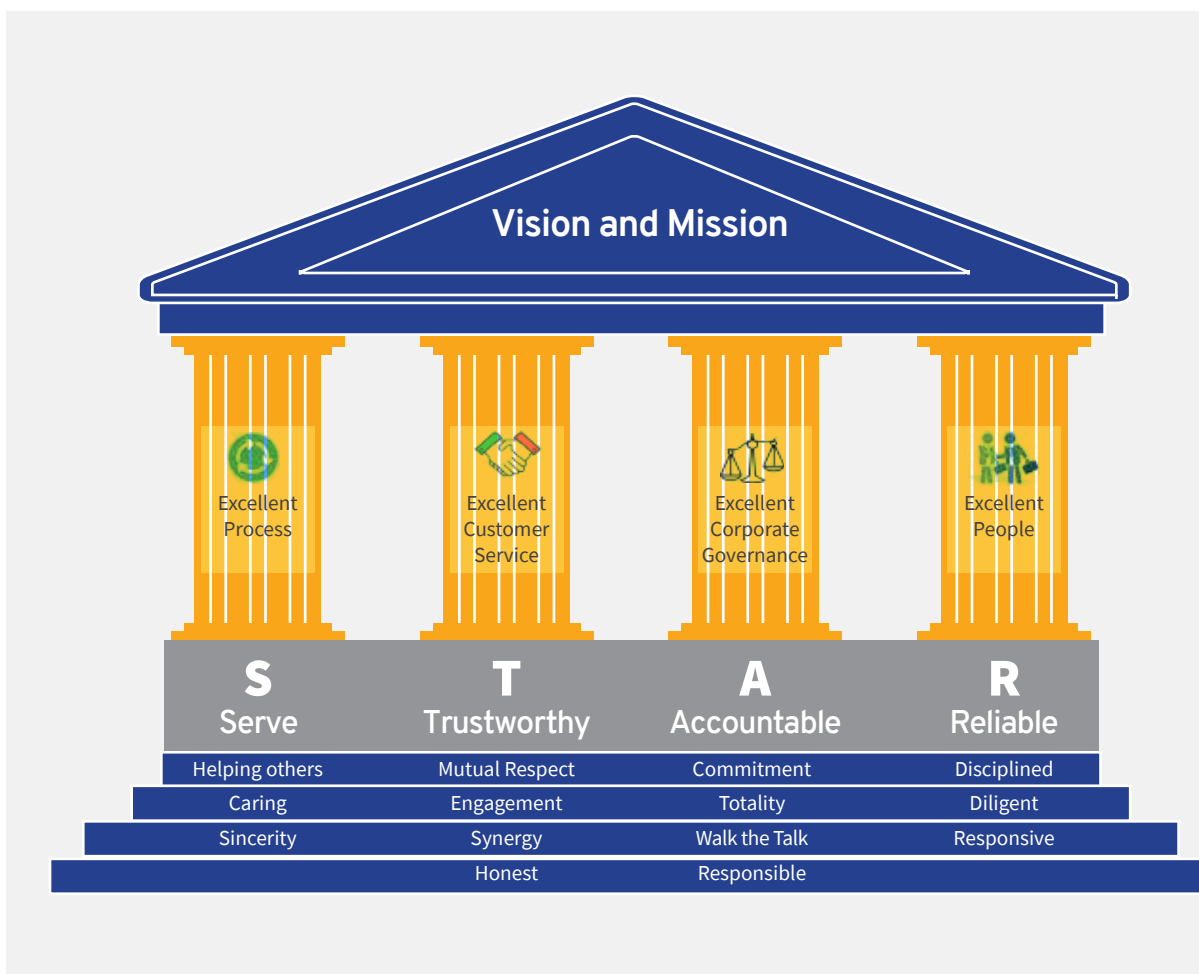 Vision and Mission
Excellent
Process
Excellent
Customer
Service
Excellent
Corporate
Governance
Excellent
People
S
Serve
T
Trustworthy
A
Accountable
R
Reliable
Helping others
Mutual Respect
Commitment
Disciplined
Caring
Engagement
Totality
Diligent
Sincerity
Synergy
Walk the Talk
Responsive
Honest
Responsible